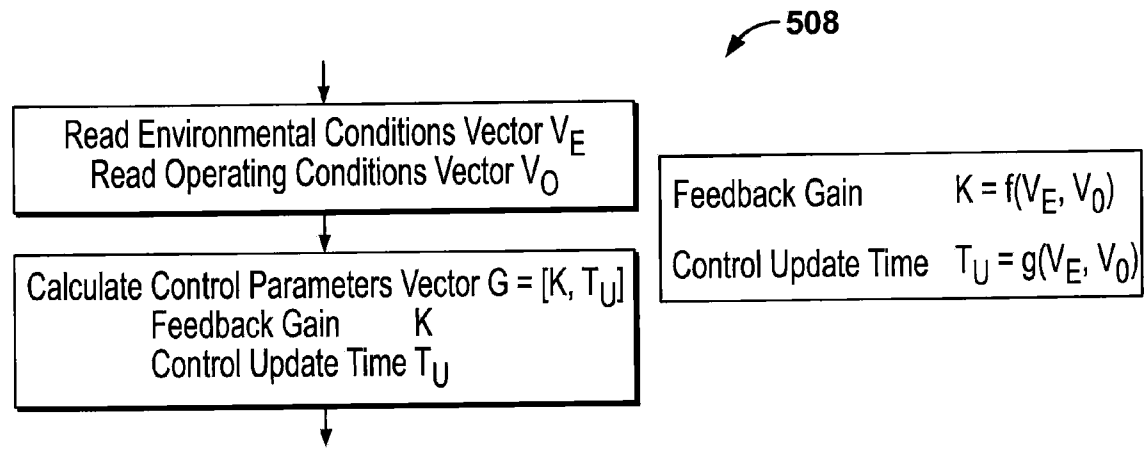 508
Read Environmental Conditions Vector V_E
Read Operating Conditions Vector V_O
Feedback Gain K = f(V_E, V_0)
Control Update Time T_U = g(V_E, V_0)
Calculate Control Parameters Vector G = [K, T_U]
Feedback Gain K
Control Update Time T_U